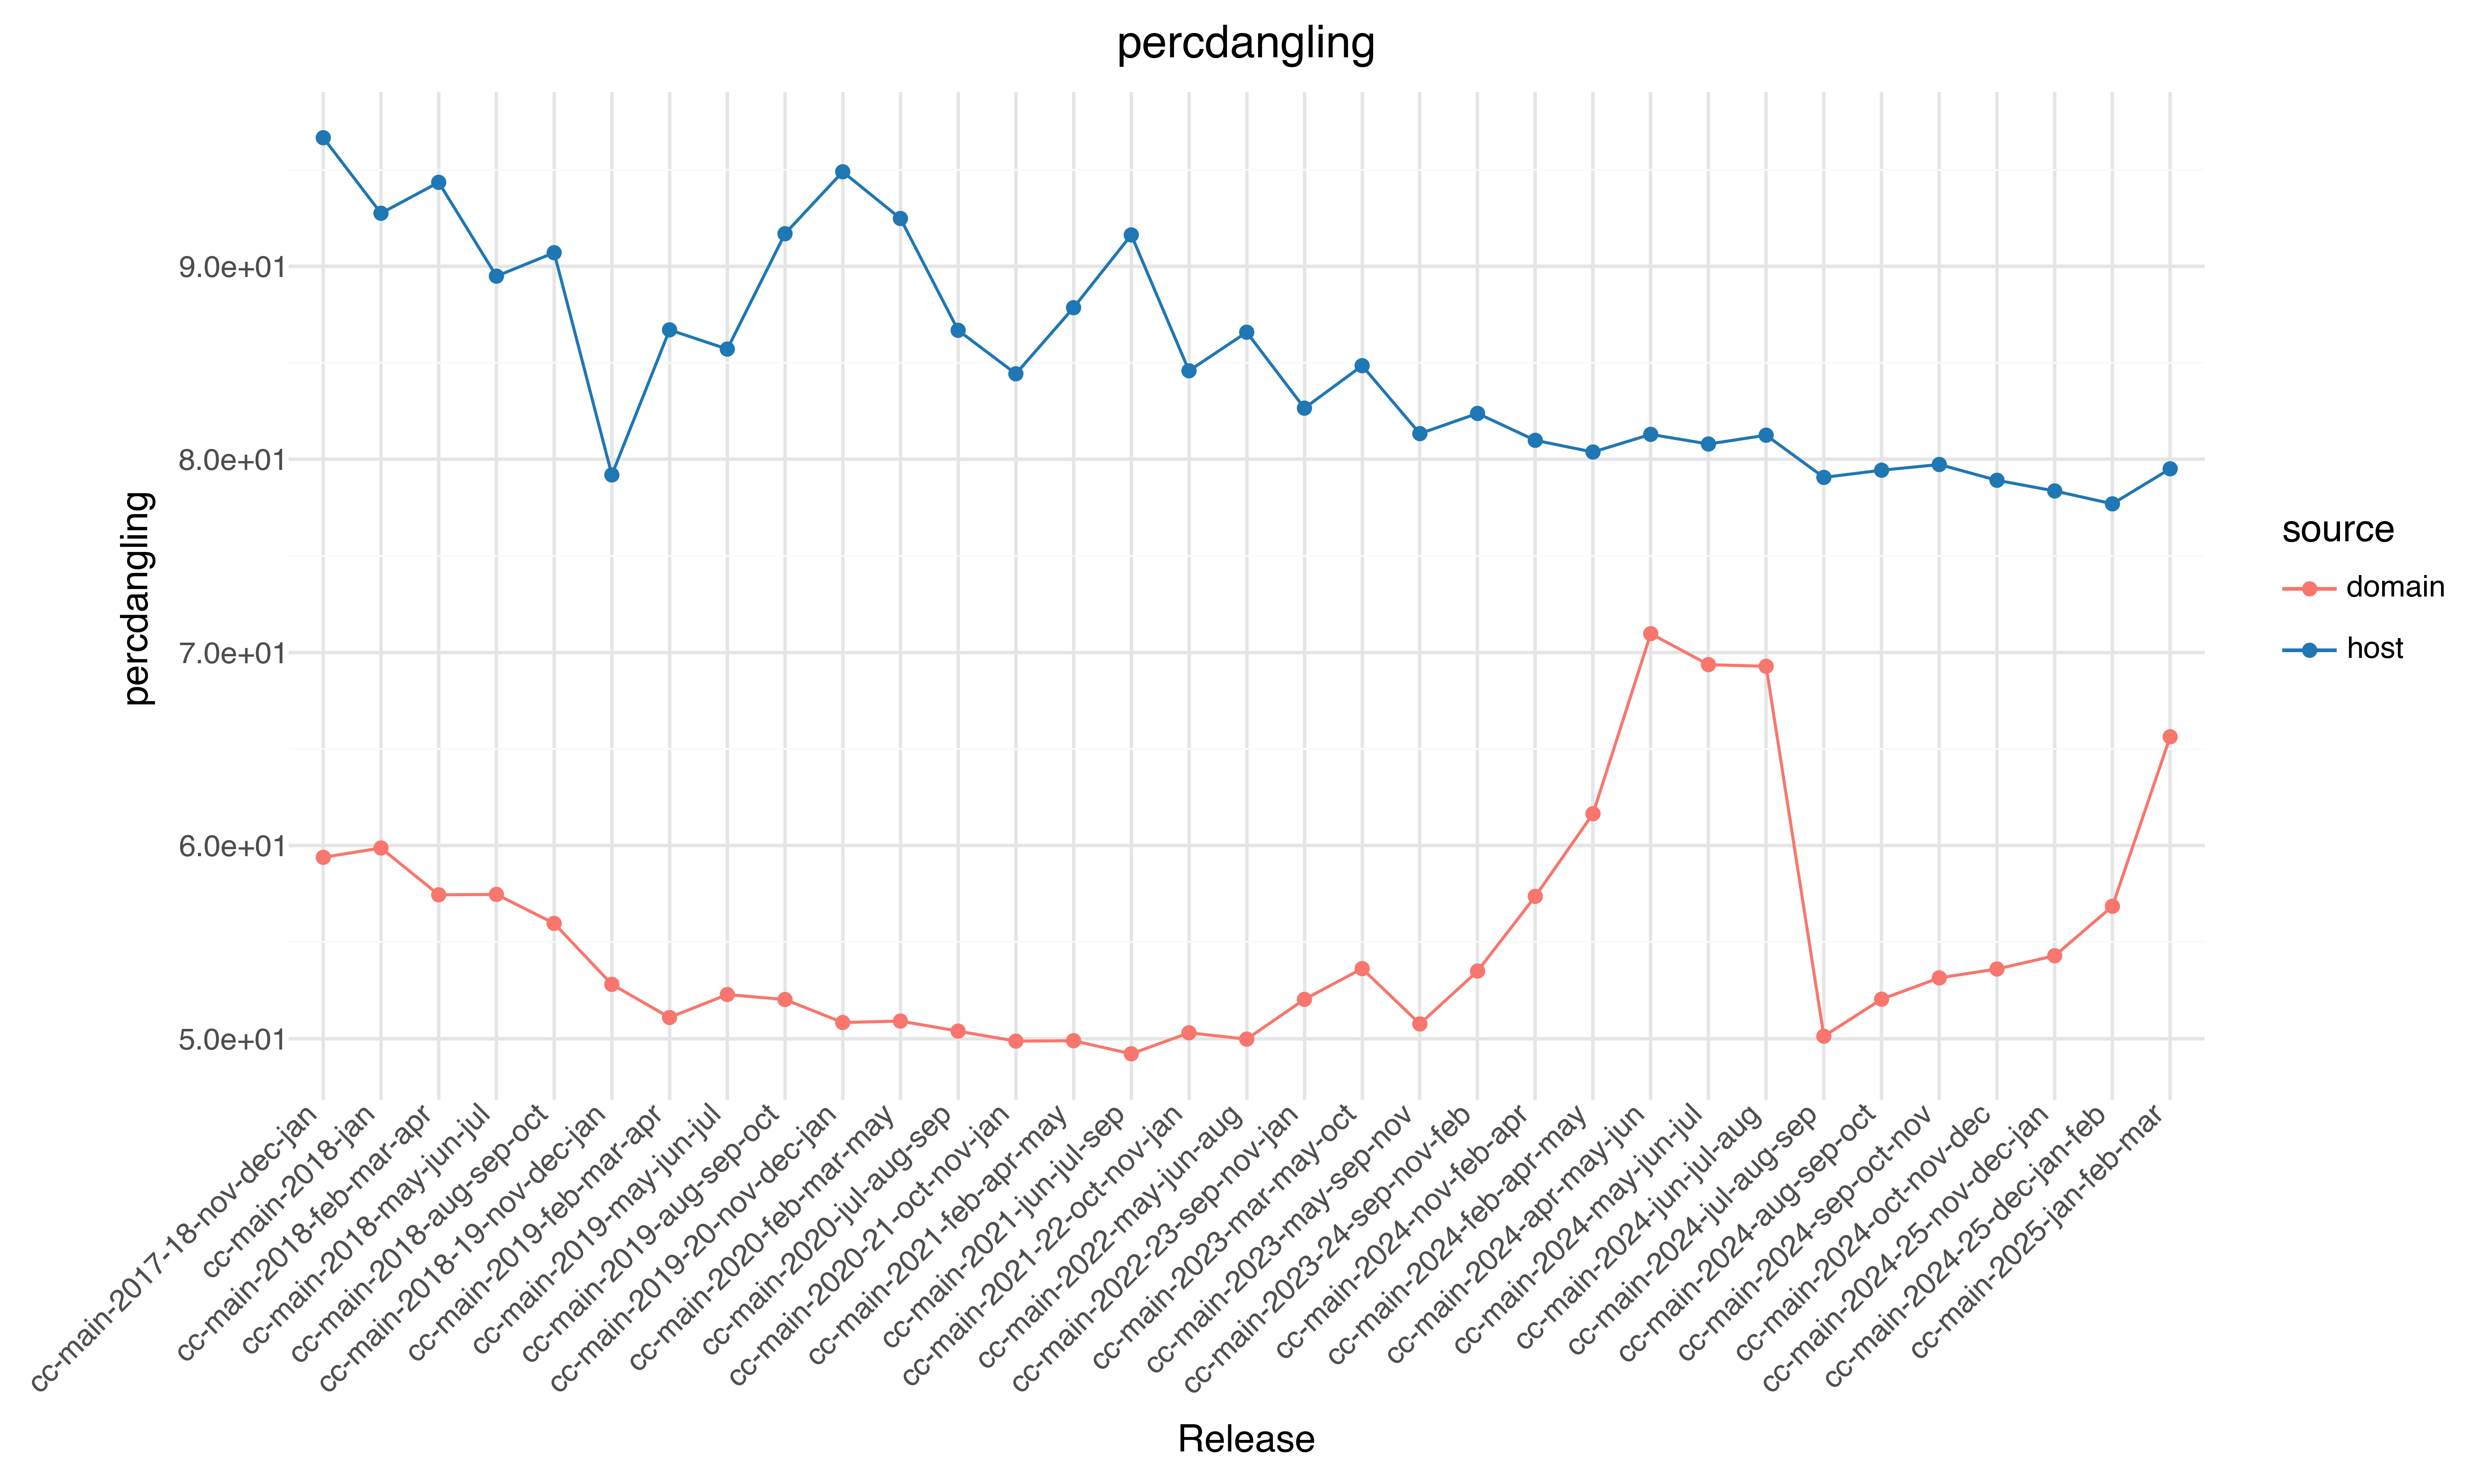 percdangling
percdangling
9.0e+01
8.0e+01
7.0e+01
6.0e+01
5.0e+01
cc-main-2017-18-nov-dec-jan
cc-main-2018-jan
cc-main-2018-feb-mar-apr
cc-main-2018-may-jun-jul
cc-main-2018-aug-sep-oct
cc-main-2018-19-nov-dec-jan
cc-main-2019-feb-mar-apr
cc-main-2019-may-jun-jul
cc-main-2019-aug-sep-oct
cc-main-2019-20-nov-dec-jan
cc-main-2020-feb-mar-may
cc-main-2020-jul-aug-sep
cc-main-2020-21-oct-nov-jan
cc-main-2021-feb-apr-may
cc-main-2021-jun-jul-sep
cc-main-2021-22-oct-nov-jan
cc-main-2022-may-jun-aug
cc-main-2022-23-sep-nov-jan
cc-main-2023-mar-may-oct
cc-main-2023-may-sep-nov
cc-main-2023-24-sep-nov-feb
cc-main-2024-nov-feb-apr
cc-main-2024-feb-apr-may
cc-main-2024-apr-may-jun
cc-main-2024-may-jun-jul
cc-main-2024-jun-jul-aug
cc-main-2024-jul-aug-sep
cc-main-2024-aug-sep-oct
cc-main-2024-sep-oct-nov
cc-main-2024-oct-nov-dec
cc-main-2024-25-nov-dec-jan
cc-main-2024-25-dec-jan-feb
cc-main-2025-jan-feb-mar
Release
source
domain
host